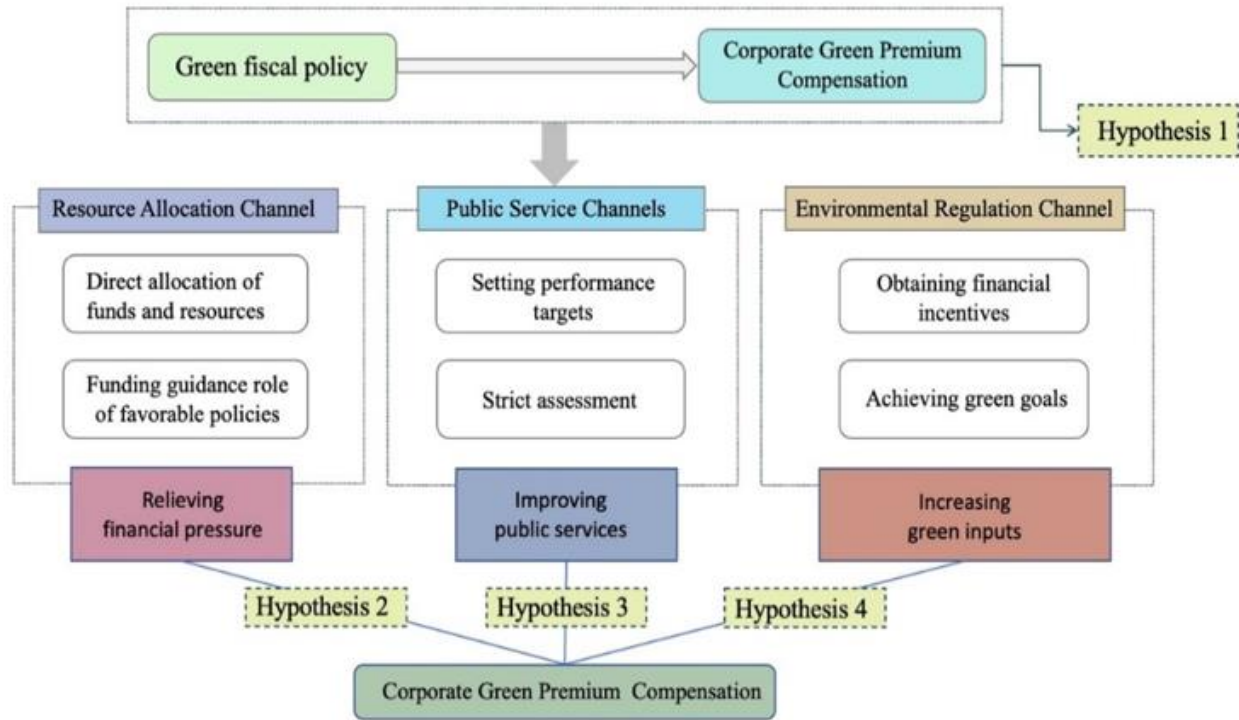 Green fiscal policy
Corporate Green Premium
Compensation
Hypothesis 1
Resource Allocation Channel
Direct allocation of
funds and resources
Funding guidance role
of favorable policies
Relieving
financial pressure
Public Service Channels
Setting performance
targets
Strict assessment
Improving
public services
Environmental Regulation Channel
Obtaining financial
incentives
Achieving green goals
Increasing
green inputs
Hypothesis 2
Hypothesis 3
Hypothesis 4
Corporate Green Premium Compensation